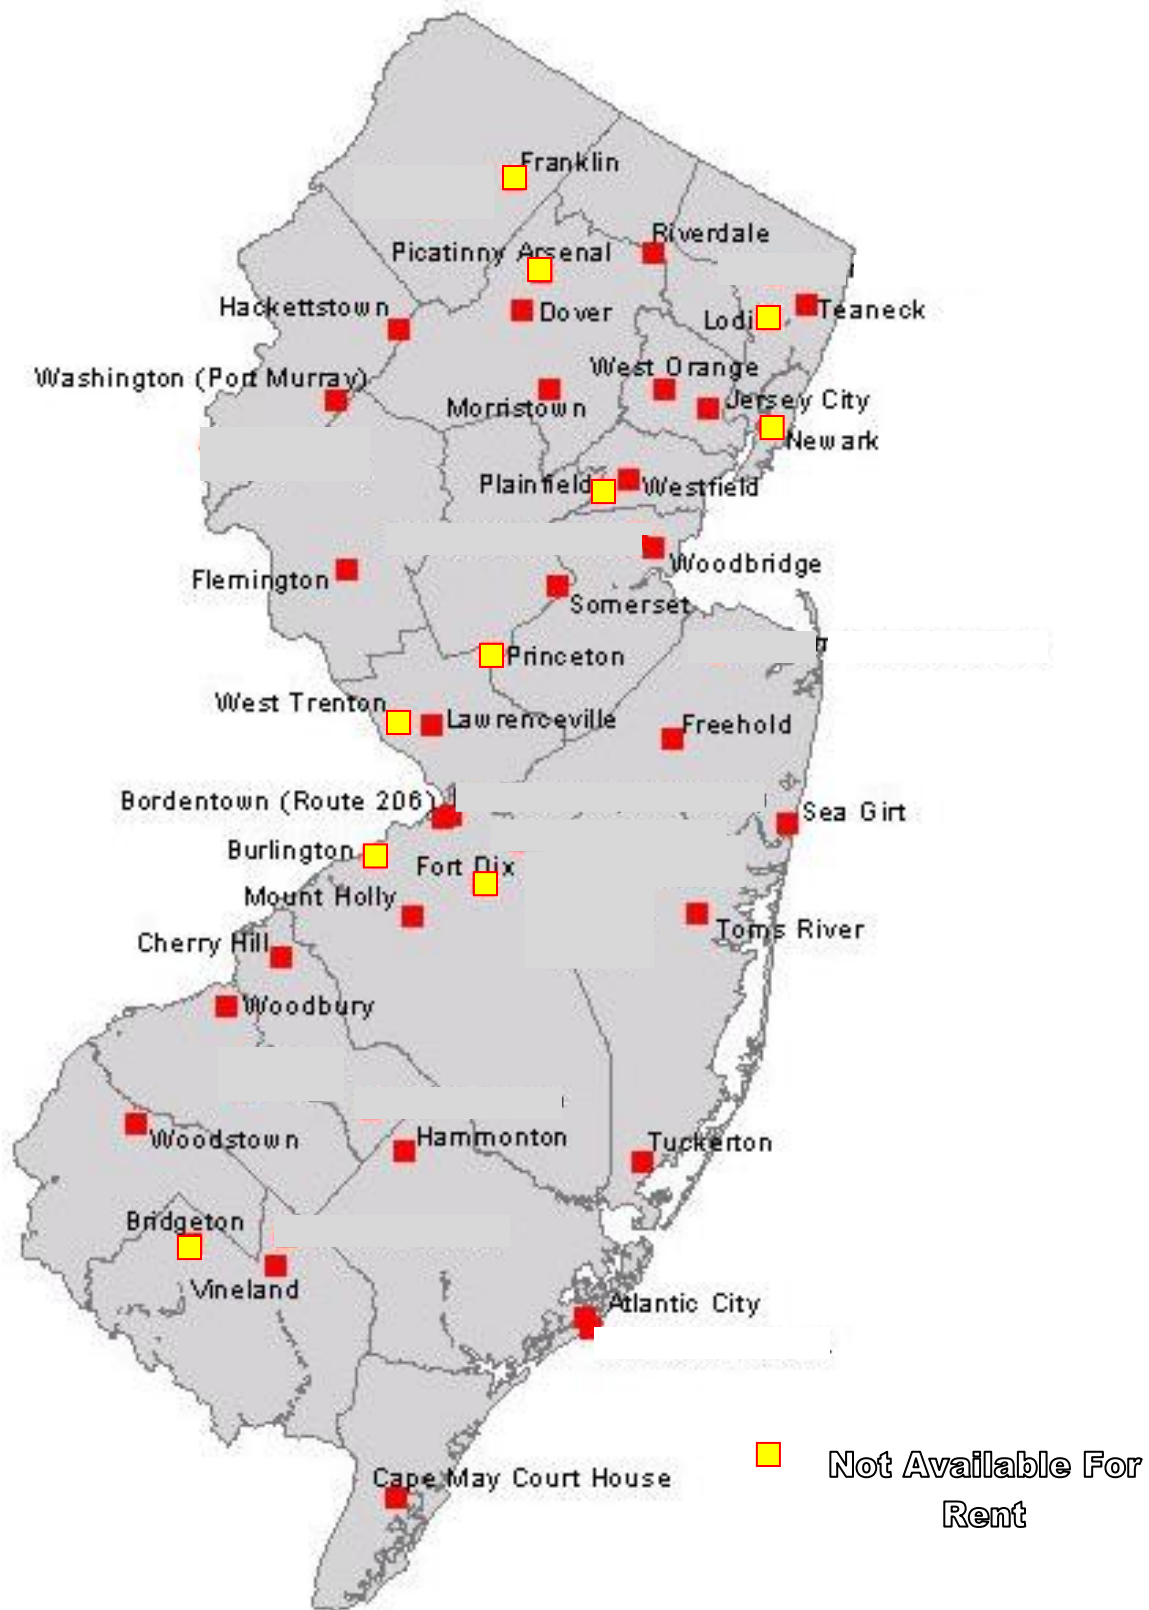 Franklin
Riverdale
Picatinny Arsenal
Hackettstown
Dover
Lodi
Teaneck
West Orange
Washington (Port Murray)
Morristown
Jersey City
Newark
Plainfield
Westfield
Woodbridge
Flemington
Somerset
Princeton
West Trenton
Lawrenceville
Freehold
Bordentown (Route 206)
Sea Girt
Burlington
Fort Dix
Mount Holly
Toms River
Cherry Hill
Woodbury
Woodstown
Hammonton
Tuckerton
Bridgeton
Vineland
Atlantic City
Cape May Court House
Not Available For
Rent